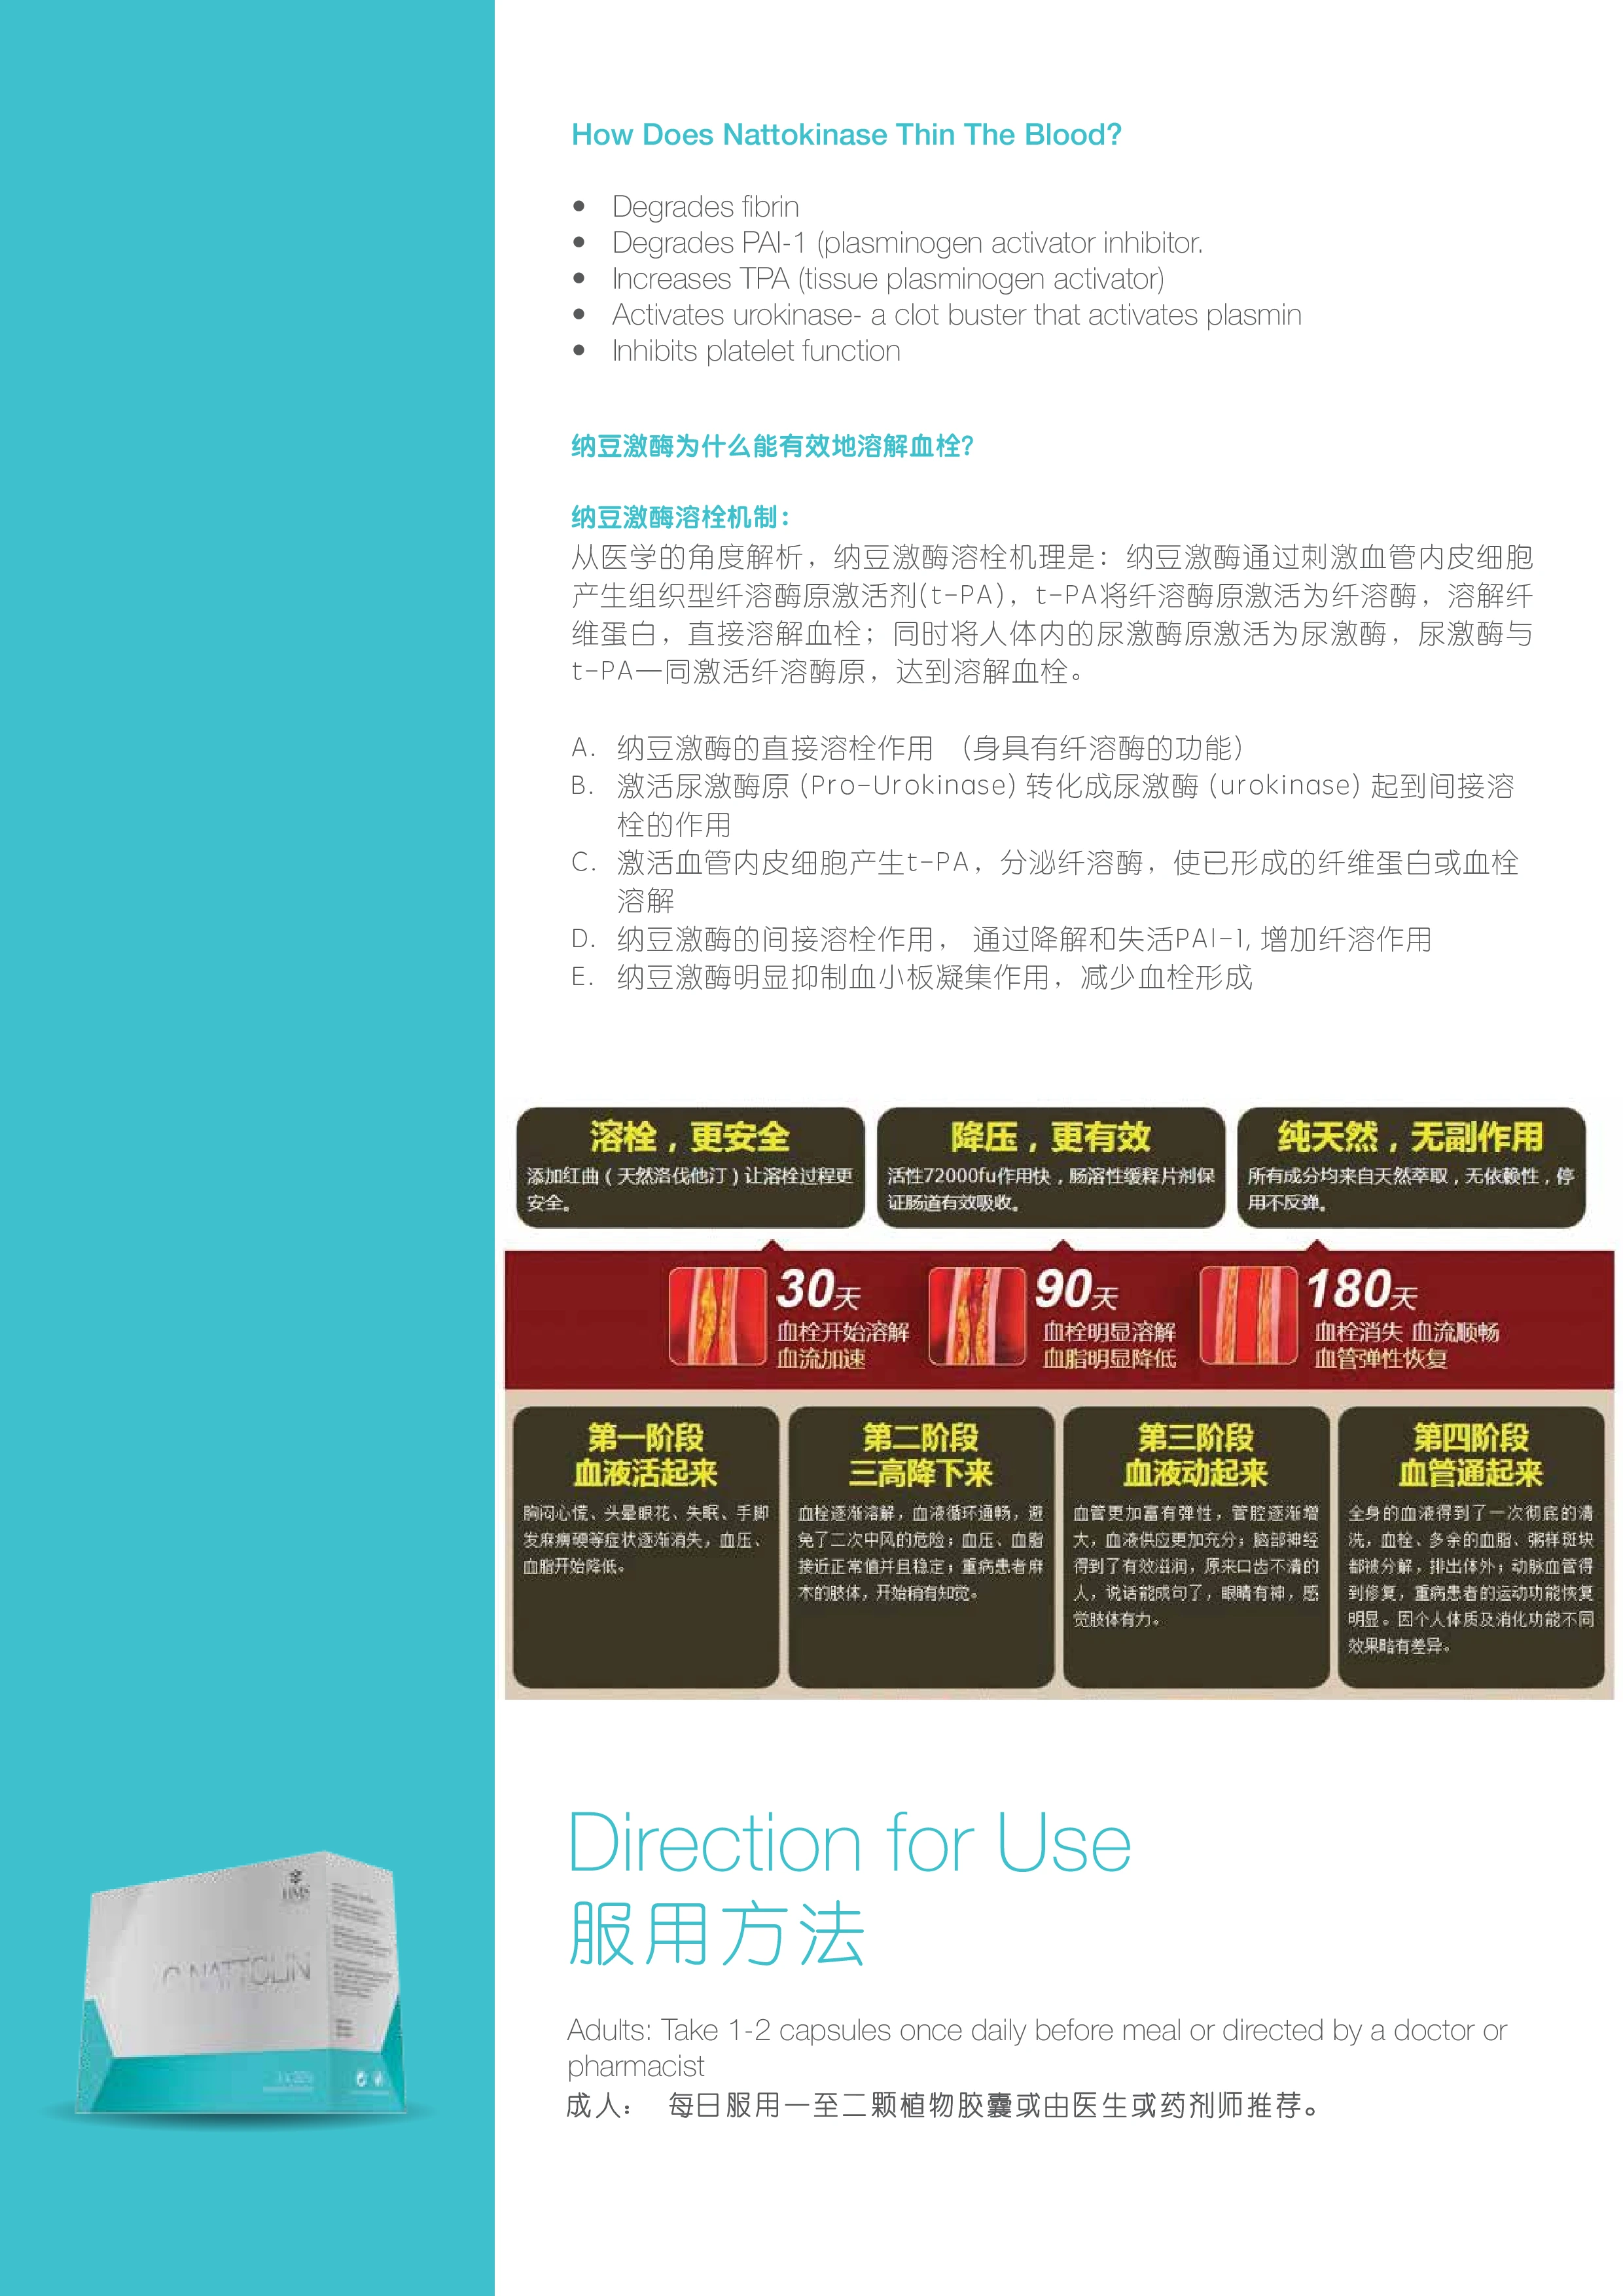 How Does Nattokinase Thin The Blood?
• Degrades fibrin
• Degrades PAI-1 (plasminogen activator inhibitor.
• Increases TPA (tissue plasminogen activator)
• Activates urokinase- a clot buster that activates plasmin
• Inhibits platelet function
纳豆激酶为什么能有效地溶解血栓?
纳豆激酶溶栓机制：
从医学的角度解析，纳豆激酶溶栓机理是：纳豆激酶通过刺激血管内皮细胞
产生组织型纤溶酶原激活剂(t-PA)，t-PA将纤溶酶原激活为纤溶酶，溶解纤
维蛋白，直接溶解血栓；同时将人体内的尿激酶原激活为尿激酶，尿激酶与
t-PA一同激活纤溶酶原，达到溶解血栓。
A. 纳豆激酶的直接溶栓作用 （身具有纤溶酶的功能）
B. 激活尿激酶原 (Pro-Urokinase) 转化成尿激酶 (urokinase) 起到间接溶
栓的作用
C. 激活血管内皮细胞产生t-PA，分泌纤溶酶，使已形成的纤维蛋白或血栓
溶解
D. 纳豆激酶的间接溶栓作用， 通过降解和失活PAI-1, 增加纤溶作用
E. 纳豆激酶明显抑制血小板凝集作用，减少血栓形成
溶栓，更安全
添加红曲（天然洛伐他汀）让溶栓过程更
安全。
降压，更有效
活性72000fu作用快，肠溶性缓释片剂保
证肠道有效吸收。
纯天然，无副作用
所有成分均来自天然萃取，无依赖性，停
用不反弹。
30天
血栓开始溶解
血流加速
90天
血栓明显溶解
血脂明显降低
180天
血栓消失 血流顺畅
血管弹性恢复
第一阶段
血液活起来
胸闷心慌、头晕眼花、失眠、手脚
发麻痹硬等症状逐渐消失，血压、
血脂开始降低。
第二阶段
三高降下来
血栓逐渐溶解，血液循环通畅，避
免了二次中风的危险；血压、血脂
接近正常值并且稳定；重病患者麻
木的肢体，开始稍有知觉。
第三阶段
血液动起来
血管更加富有弹性，管腔逐渐增
大，血液供应更加充分；脑部神经
得到了有效滋润，原来口齿不清的
人，说话能成句了，眼睛有神，感
觉肢体有力。
第四阶段
血管通起来
全身的血液得到了一次彻底的清
洗，血栓、多余的血脂、粥样斑块
都被分解，排出体外；动脉血管得
到修复，重病患者的运动功能恢复
明显。因个人体质及消化功能不同
效果略有差异。
Direction for Use
服用方法
Adults: Take 1-2 capsules once daily before meal or directed by a doctor or
pharmacist
成人： 每日服用一至二颗植物胶囊或由医生或药剂师推荐。
HMS
NATTOLIN